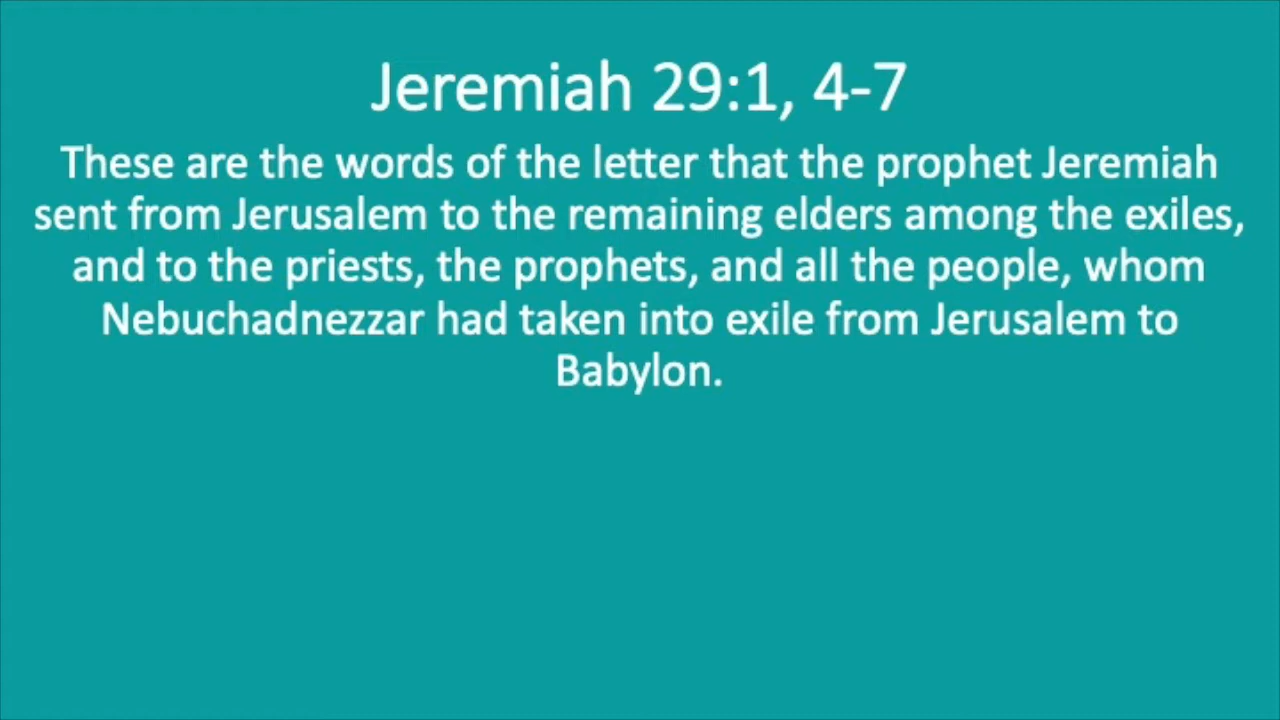 Jeremiah 29:1, 4-7
These are the words of the letter that the prophet Jeremiah
sent from Jerusalem to the remaining elders among the exiles,
and to the priests, the prophets, and all the people, whom
Nebuchadnezzar had taken into exile from Jerusalem to
Babylon.